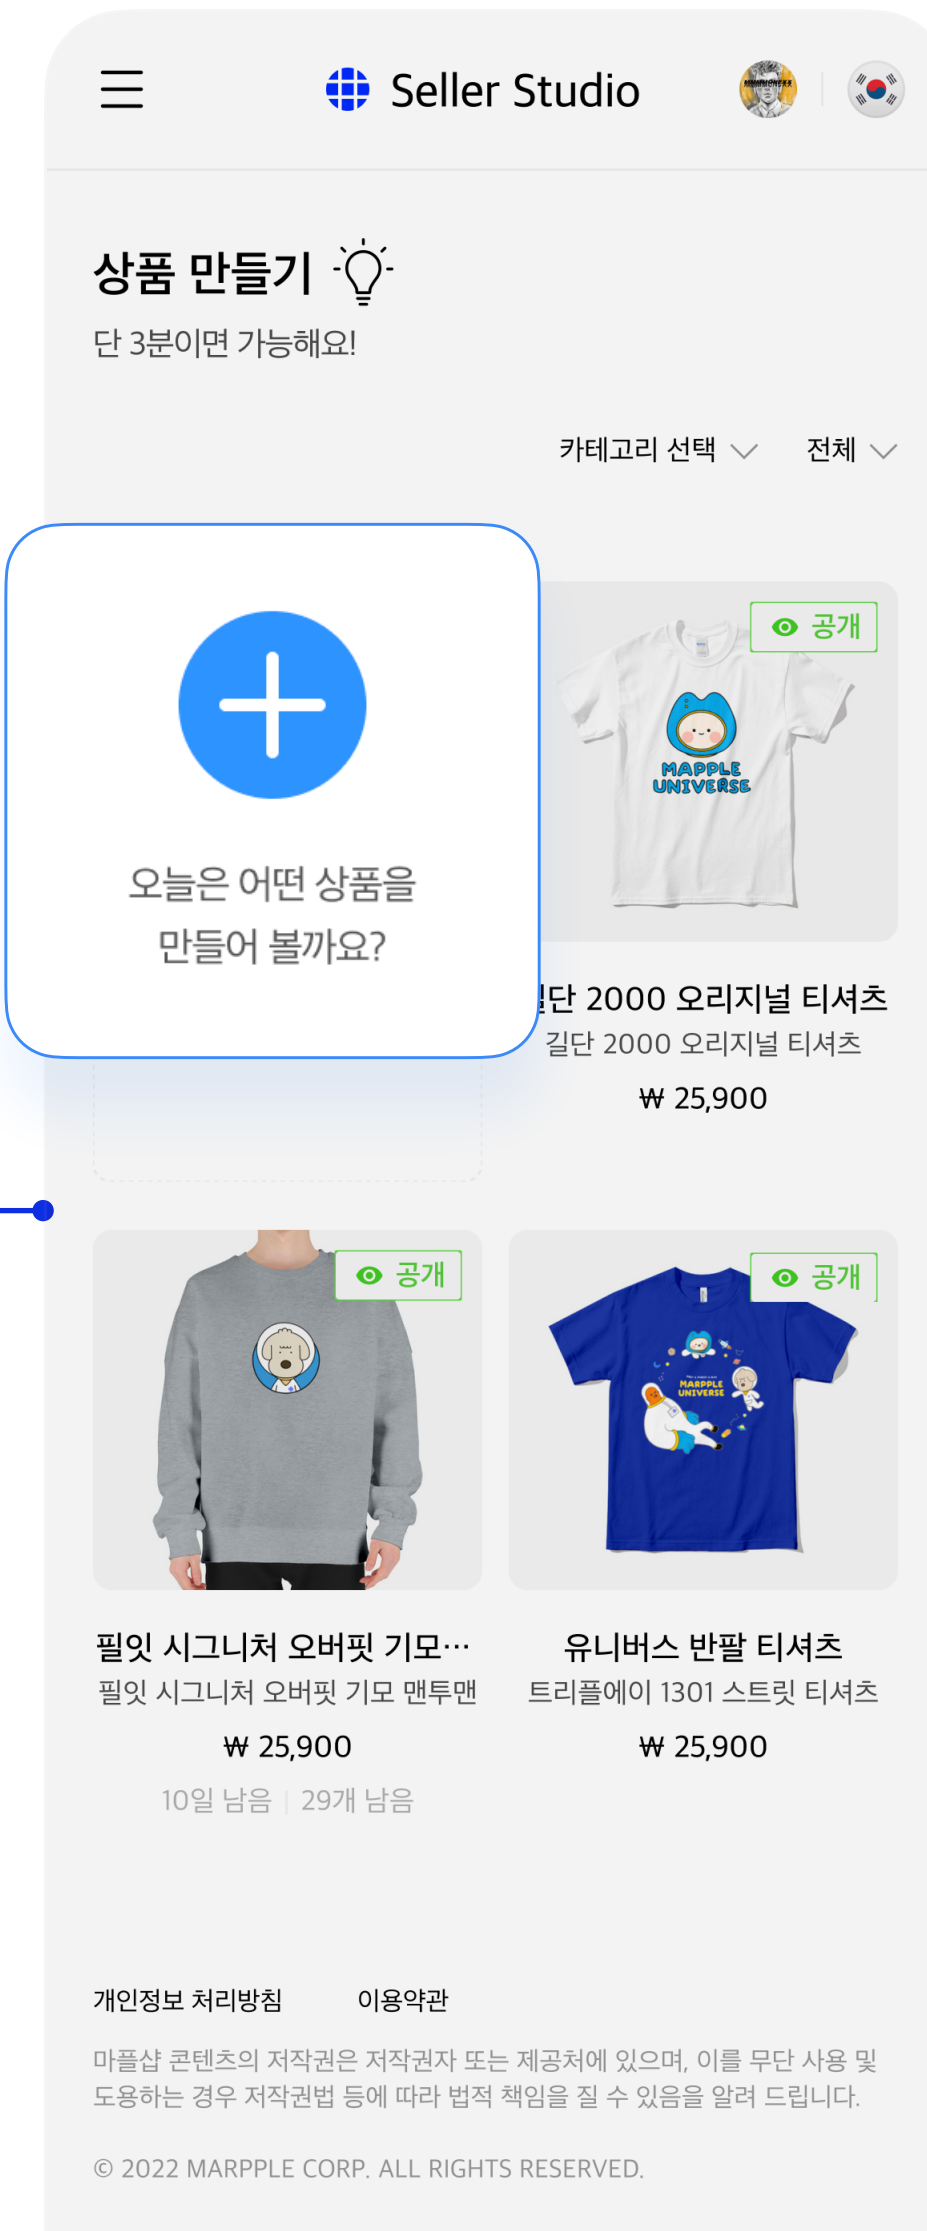 Seller Studio
상품 만들기
단 3분이면 가능해요!
카테고리 선택
전체
오늘은 어떤 상품을
만들어 볼까요?
공개
MAPPLE
UNIVERSE
단 2000 오리지널 티셔츠
길단 2000 오리지널 티셔츠
₩ 25,900
공개
필잇 시그니처 오버핏 기모···
필잇 시그니처 오버핏 기모 맨투맨
₩ 25,900
10일 남음 | 29개 남음
공개
MARPPLE
UNIVERSE
유니버스 반팔 티셔츠
트리플에이 1301 스트릿 티셔츠
₩ 25,900
개인정보 처리방침
이용약관
마플샵 콘텐츠의 저작권은 저작권자 또는 제공처에 있으며, 이를 무단 사용 및
도용하는 경우 저작권법 등에 따라 법적 책임을 질 수 있음을 알려 드립니다.
© 2022 MARPPLE CORP. ALL RIGHTS RESERVED.